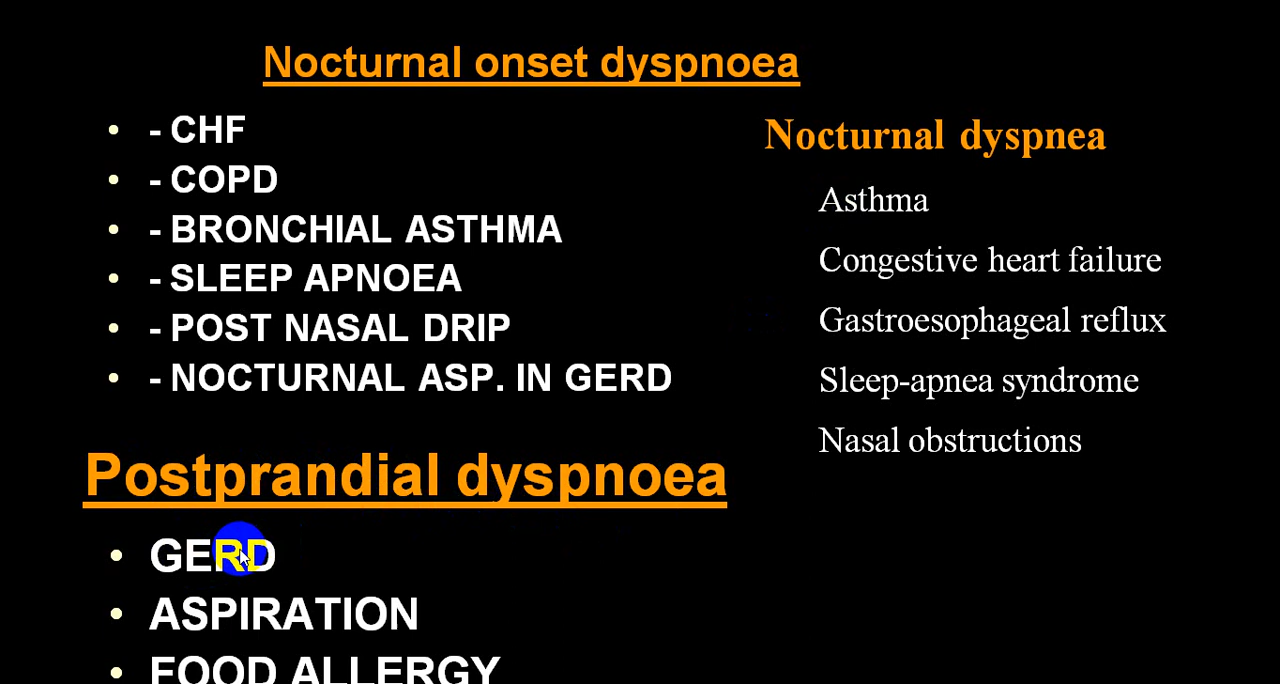 Nocturnal onset dyspnoea
• - CHF
• - COPD
• - BRONCHIAL ASTHMA
• - SLEEP APNOEA
• - POST NASAL DRIP
• - NOCTURNAL ASP. IN GERD
Nocturnal dyspnea
Asthma
Congestive heart failure
Gastroesophageal reflux
Sleep-apnea syndrome
Nasal obstructions
Postprandial dyspnoea
• GERD
• ASPIRATION
• FOOD ALLERGY